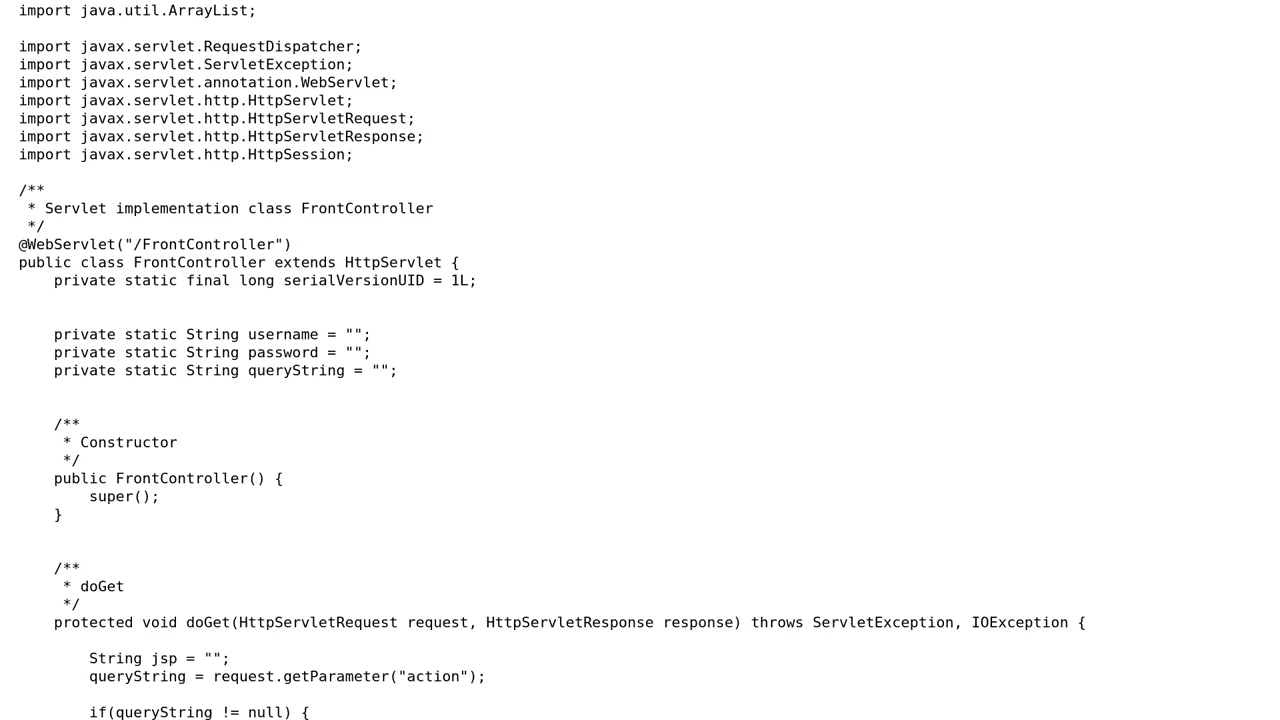 import java.util.ArrayList;

import javax.servlet.RequestDispatcher;
import javax.servlet.ServletException;
import javax.servlet.annotation.WebServlet;
import javax.servlet.http.HttpServlet;
import javax.servlet.http.HttpServletRequest;
import javax.servlet.http.HttpServletResponse;
import javax.servlet.http.HttpSession;

/**
 * Servlet implementation class FrontController
 */
@WebServlet("/FrontController")
public class FrontController extends HttpServlet {
    private static final long serialVersionUID = 1L;


    private static String username = "";
    private static String password = "";
    private static String queryString = "";


    /**
     * Constructor
     */
    public FrontController() {
        super();
    }


    /**
     * doGet
     */
    protected void doGet(HttpServletRequest request, HttpServletResponse response) throws ServletException, IOException {

        String jsp = "";
        queryString = request.getParameter("action");

        if(queryString != null) {